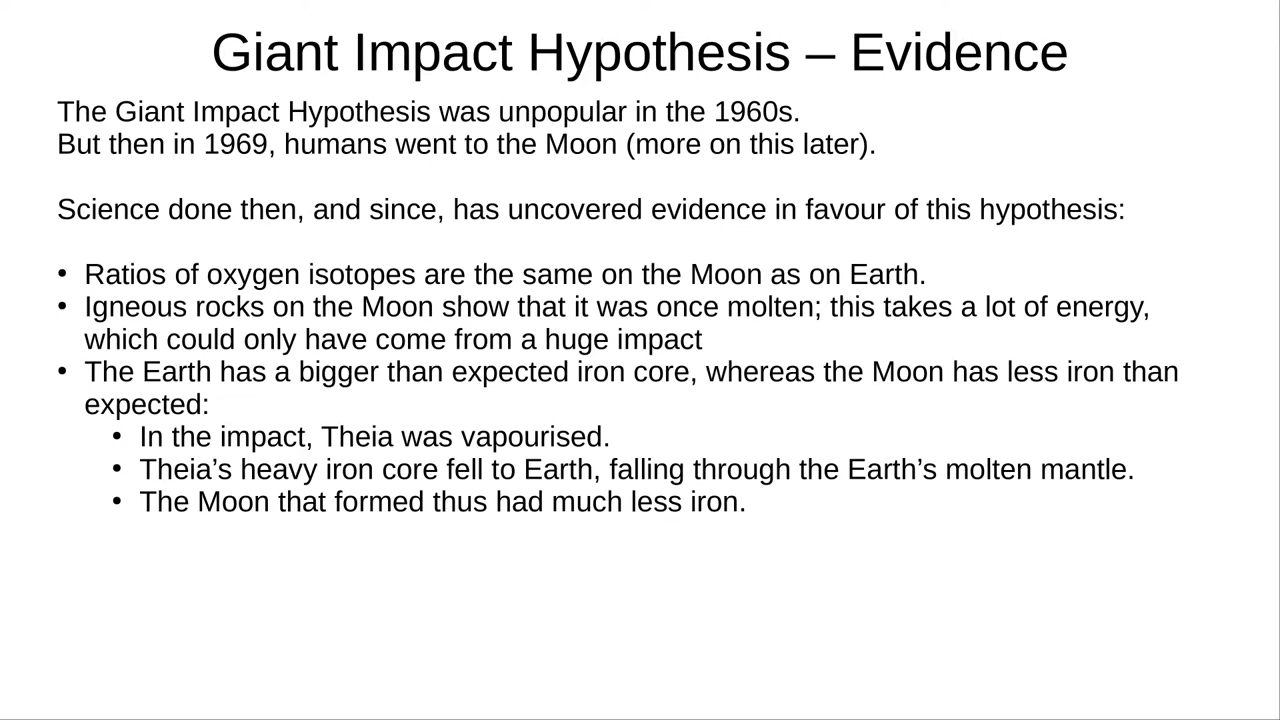 Giant Impact Hypothesis – Evidence
The Giant Impact Hypothesis was unpopular in the 1960s.
But then in 1969, humans went to the Moon (more on this later).
Science done then, and since, has uncovered evidence in favour of this hypothesis:
• Ratios of oxygen isotopes are the same on the Moon as on Earth.
• Igneous rocks on the Moon show that it was once molten; this takes a lot of energy,
which could only have come from a huge impact
• The Earth has a bigger than expected iron core, whereas the Moon has less iron than
expected:
• In the impact, Theia was vapourised.
• Theia’s heavy iron core fell to Earth, falling through the Earth’s molten mantle.
• The Moon that formed thus had much less iron.